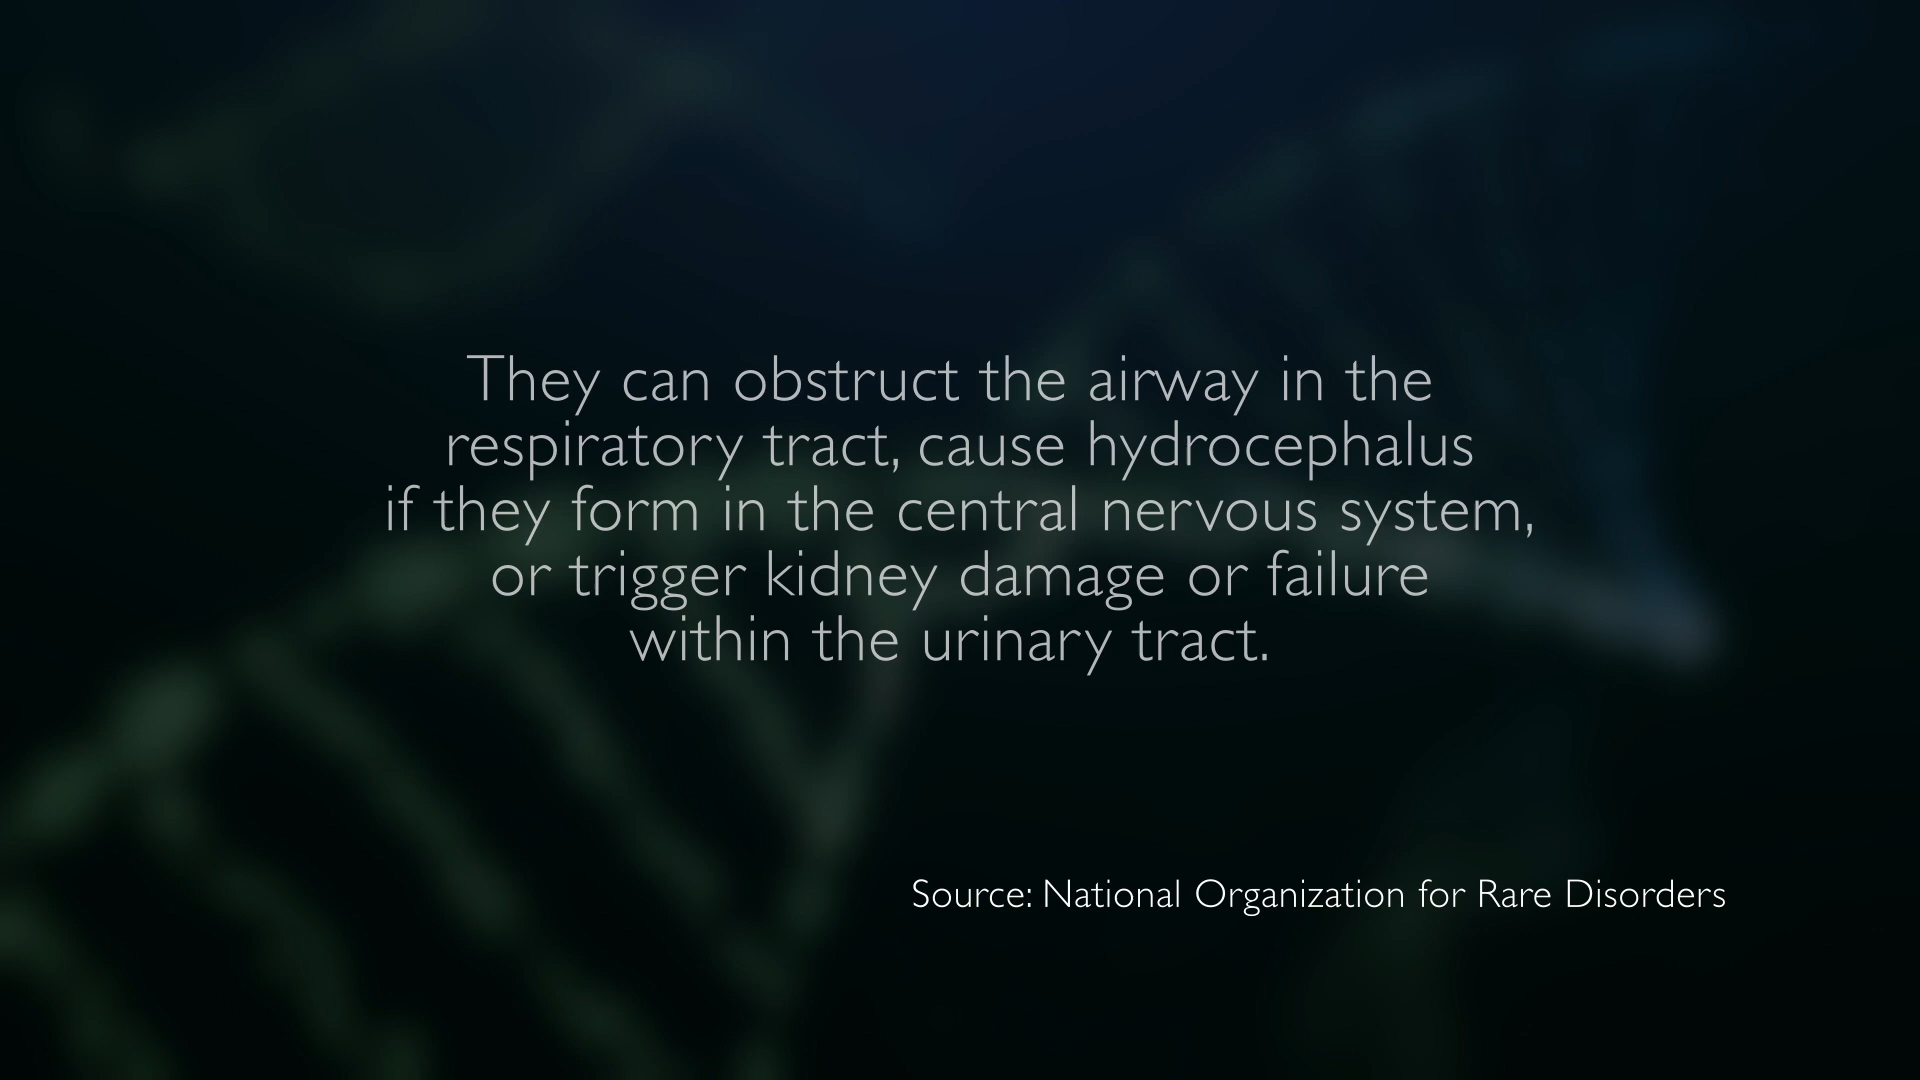 They can obstruct the airway in the
respiratory tract, cause hydrocephalus
if they form in the central nervous system,
or trigger kidney damage or failure
within the urinary tract.
Source: National Organization for Rare Disorders